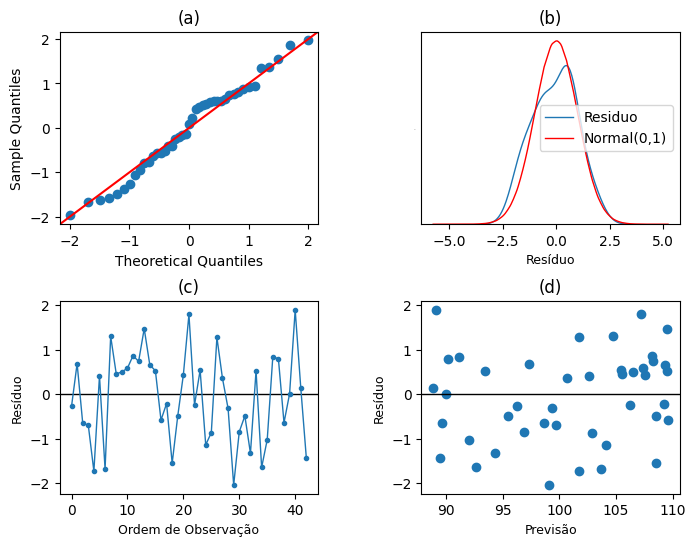 (a)
Sample Quantiles
2
1
0
−1
−2
−2 −1 0 1 2
Theoretical Quantiles
(b)
Residuo
Normal(0,1)
−5.0 −2.5 0.0 2.5 5.0
Resíduo
(c)
Resíduo
2
1
0
−1
−2
0 10 20 30 40
Ordem de Observação
(d)
Resíduo
2
1
0
−1
−2
90 95 100 105 110
Previsão